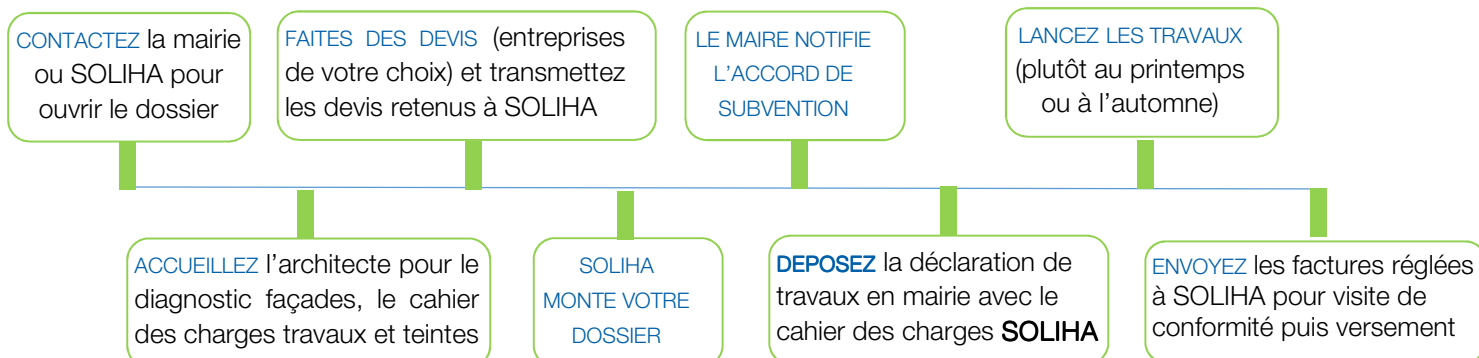 CONTACTEZ la mairie
ou SOLIHA pour
ouvrir le dossier
ACCUEILLEZ l’architecte pour le
diagnostic façades, le cahier
des charges travaux et teintes
FAITES DES DEVIS (entreprises
de votre choix) et transmettez
les devis retenus à SOLIHA
SOLIHA
MONTE VOTRE
DOSSIER
LE MAIRE NOTIFIE
L’ACCORD DE
SUBVENTION
DEPOSEZ la déclaration de
travaux en mairie avec le
cahier des charges SOLIHA
LANCEZ LES TRAVAUX
(plutôt au printemps
ou à l’automne)
ENVOYEZ les factures réglées
à SOLIHA pour visite de
conformité puis versement